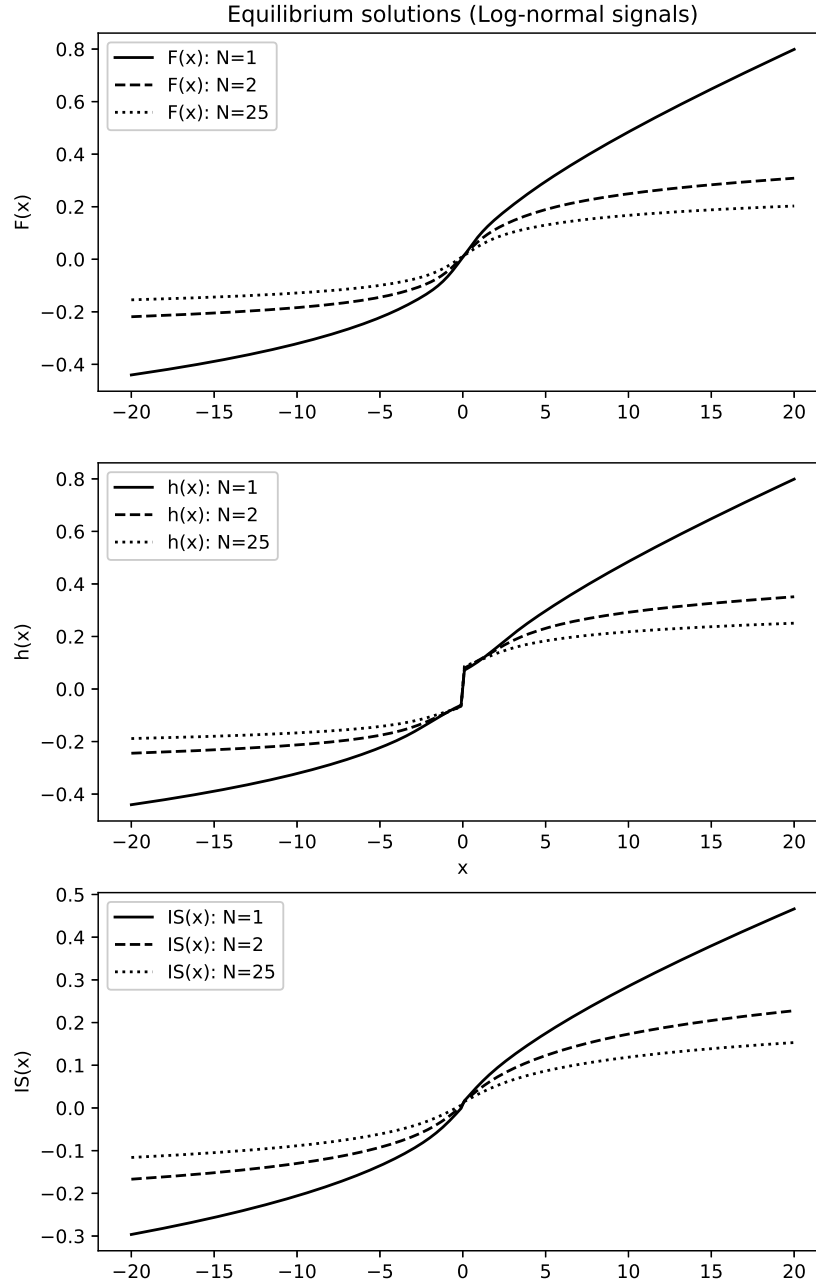 Equilibrium solutions (Log-normal signals)
F(x): N=1
F(x): N=2
F(x): N=25
0.8
0.6
0.4
0.2
0.0
−0.2
−0.4
F(x)
−20 −15 −10 −5 0 5 10 15 20
h(x): N=1
h(x): N=2
h(x): N=25
0.8
0.6
0.4
0.2
0.0
−0.2
−0.4
h(x)
−20 −15 −10 −5 0 5 10 15 20
x
IS(x): N=1
IS(x): N=2
IS(x): N=25
0.5
0.4
0.3
0.2
0.1
0.0
−0.1
−0.2
−0.3
IS(x)
−20 −15 −10 −5 0 5 10 15 20